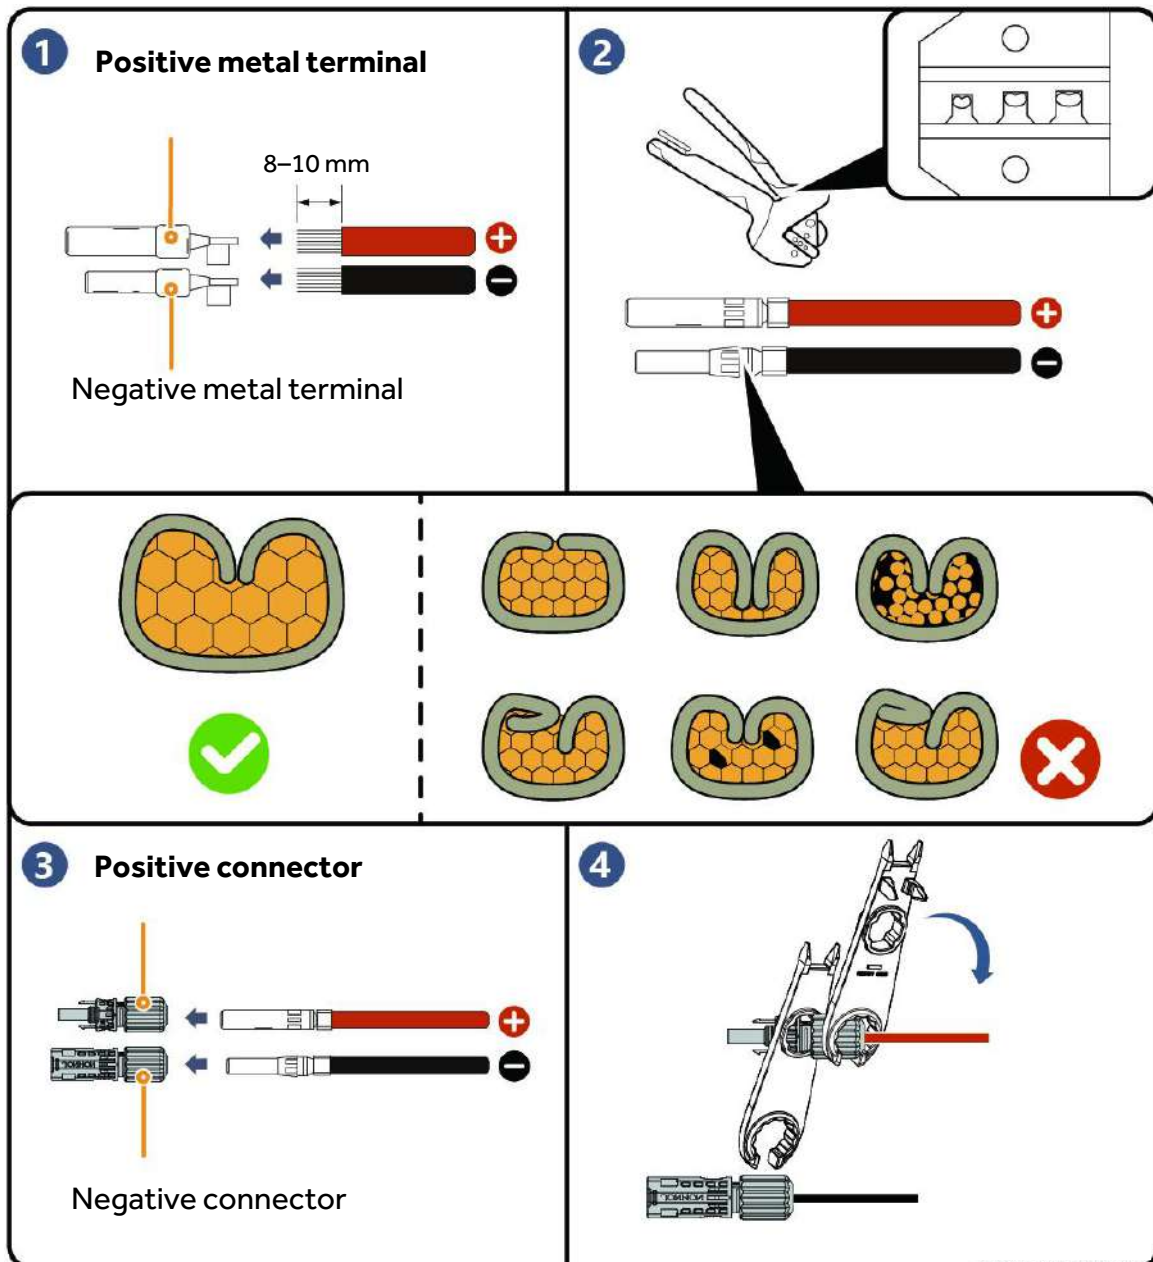 1
Positive metal terminal
8–10 mm
Negative metal terminal
2
3
Positive connector
Negative connector
4